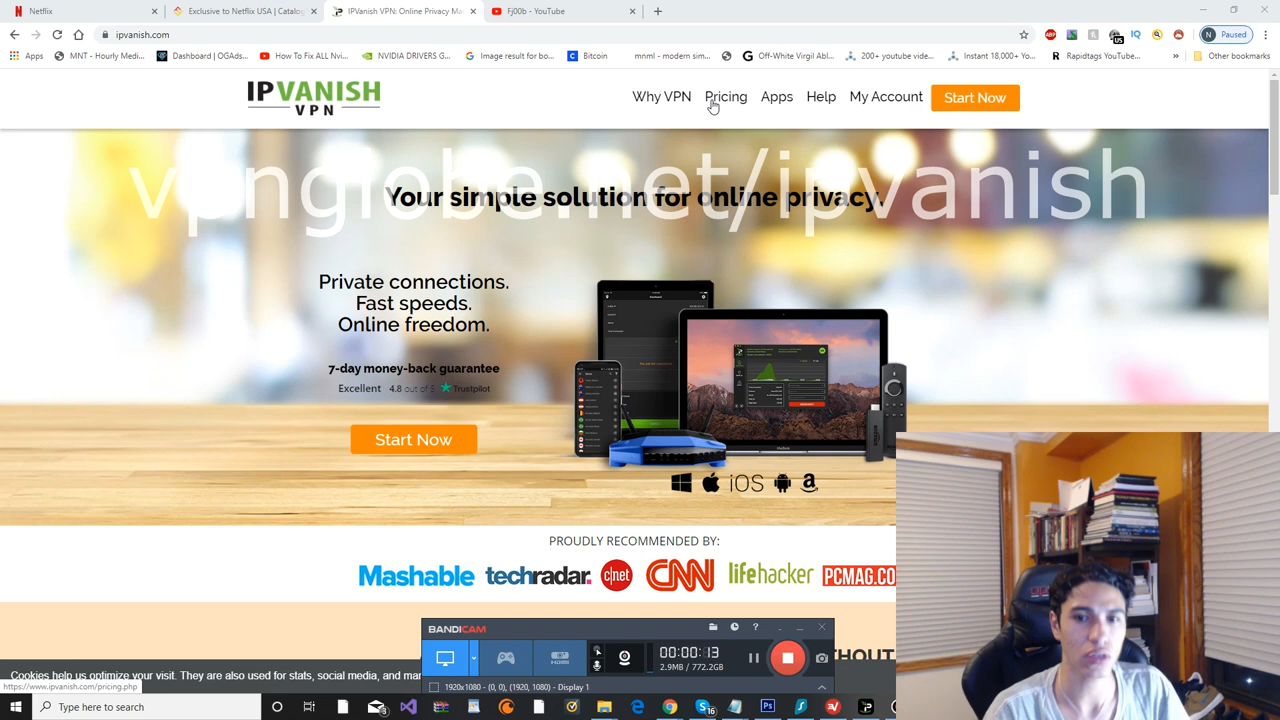 Netflix
Exclusive to Netflix USA | Catalog
IPVanish VPN: Online Privacy Ma
Fj00b - YouTube
ipvanish.com
Paused
Apps
MNT - Hourly Medi...
Dashboard | OGAds...
How To Fix ALL Nvi...
NVIDIA DRIVERS G...
Image result for bo...
Bitcoin
mnml - modern sim...
Off-White Virgil Abl...
200+ youtube vide...
Instant 18,000+ Yo...
Rapidtags YouTube...
»
Other bookmarks
IPVANISH
VPN
Why VPN
Pricing
Apps
Help
My Account
Start Now
vpnglobe.net/ipvanish
Your simple solution for online privacy.
Private connections.
Fast speeds.
Online freedom.
7-day money-back guarantee
Excellent 4.8 out of 5 Trustpilot
Start Now
iOS
PROUDLY RECOMMENDED BY:
Mashable
techradar.
c|net
CNN
lifehacker
PCMAG.CO
BANDICAM
00:00:13
2.9MB / 772.2GB
1920x1080 - (0, 0), (1920, 1080) - Display 1
Cookies help us optimize your visit. They are also used for stats, social media, and mar
https://www.ipvanish.com/pricing.php
Type here to search